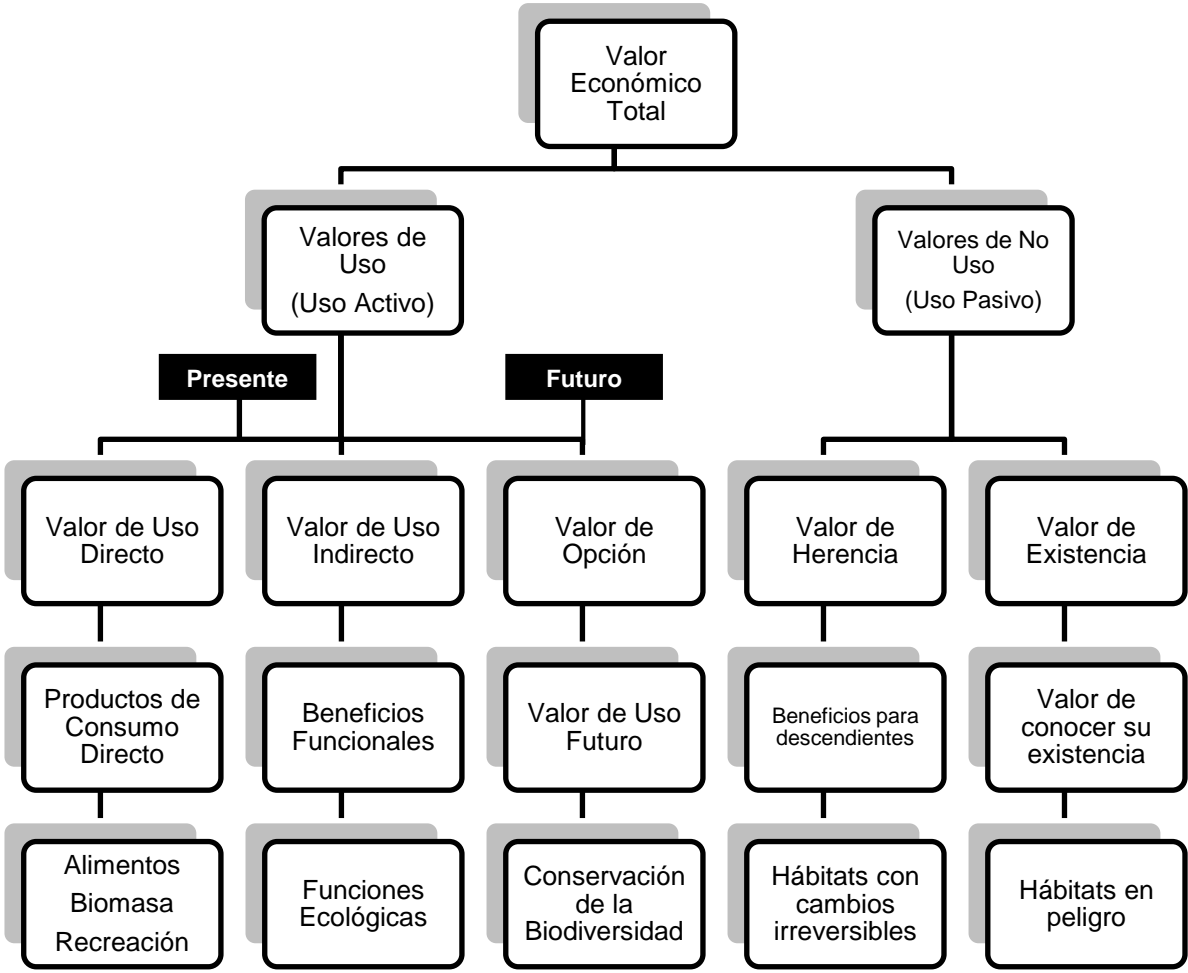 Valor
Económico
Total
Valores de
Uso
(Uso Activo)
Valores de No
Uso
(Uso Pasivo)
Presente
Futuro
Valor de Uso
Directo
Valor de Uso
Indirecto
Valor de
Opción
Valor de
Herencia
Valor de
Existencia
Productos de
Consumo
Directo
Beneficios
Funcionales
Valor de Uso
Futuro
Beneficios para
descendientes
Valor de
conocer su
existencia
Alimentos
Biomasa
Recreación
Funciones
Ecológicas
Conservación
de la
Biodiversidad
Hábitats con
cambios
irreversibles
Hábitats en
peligro